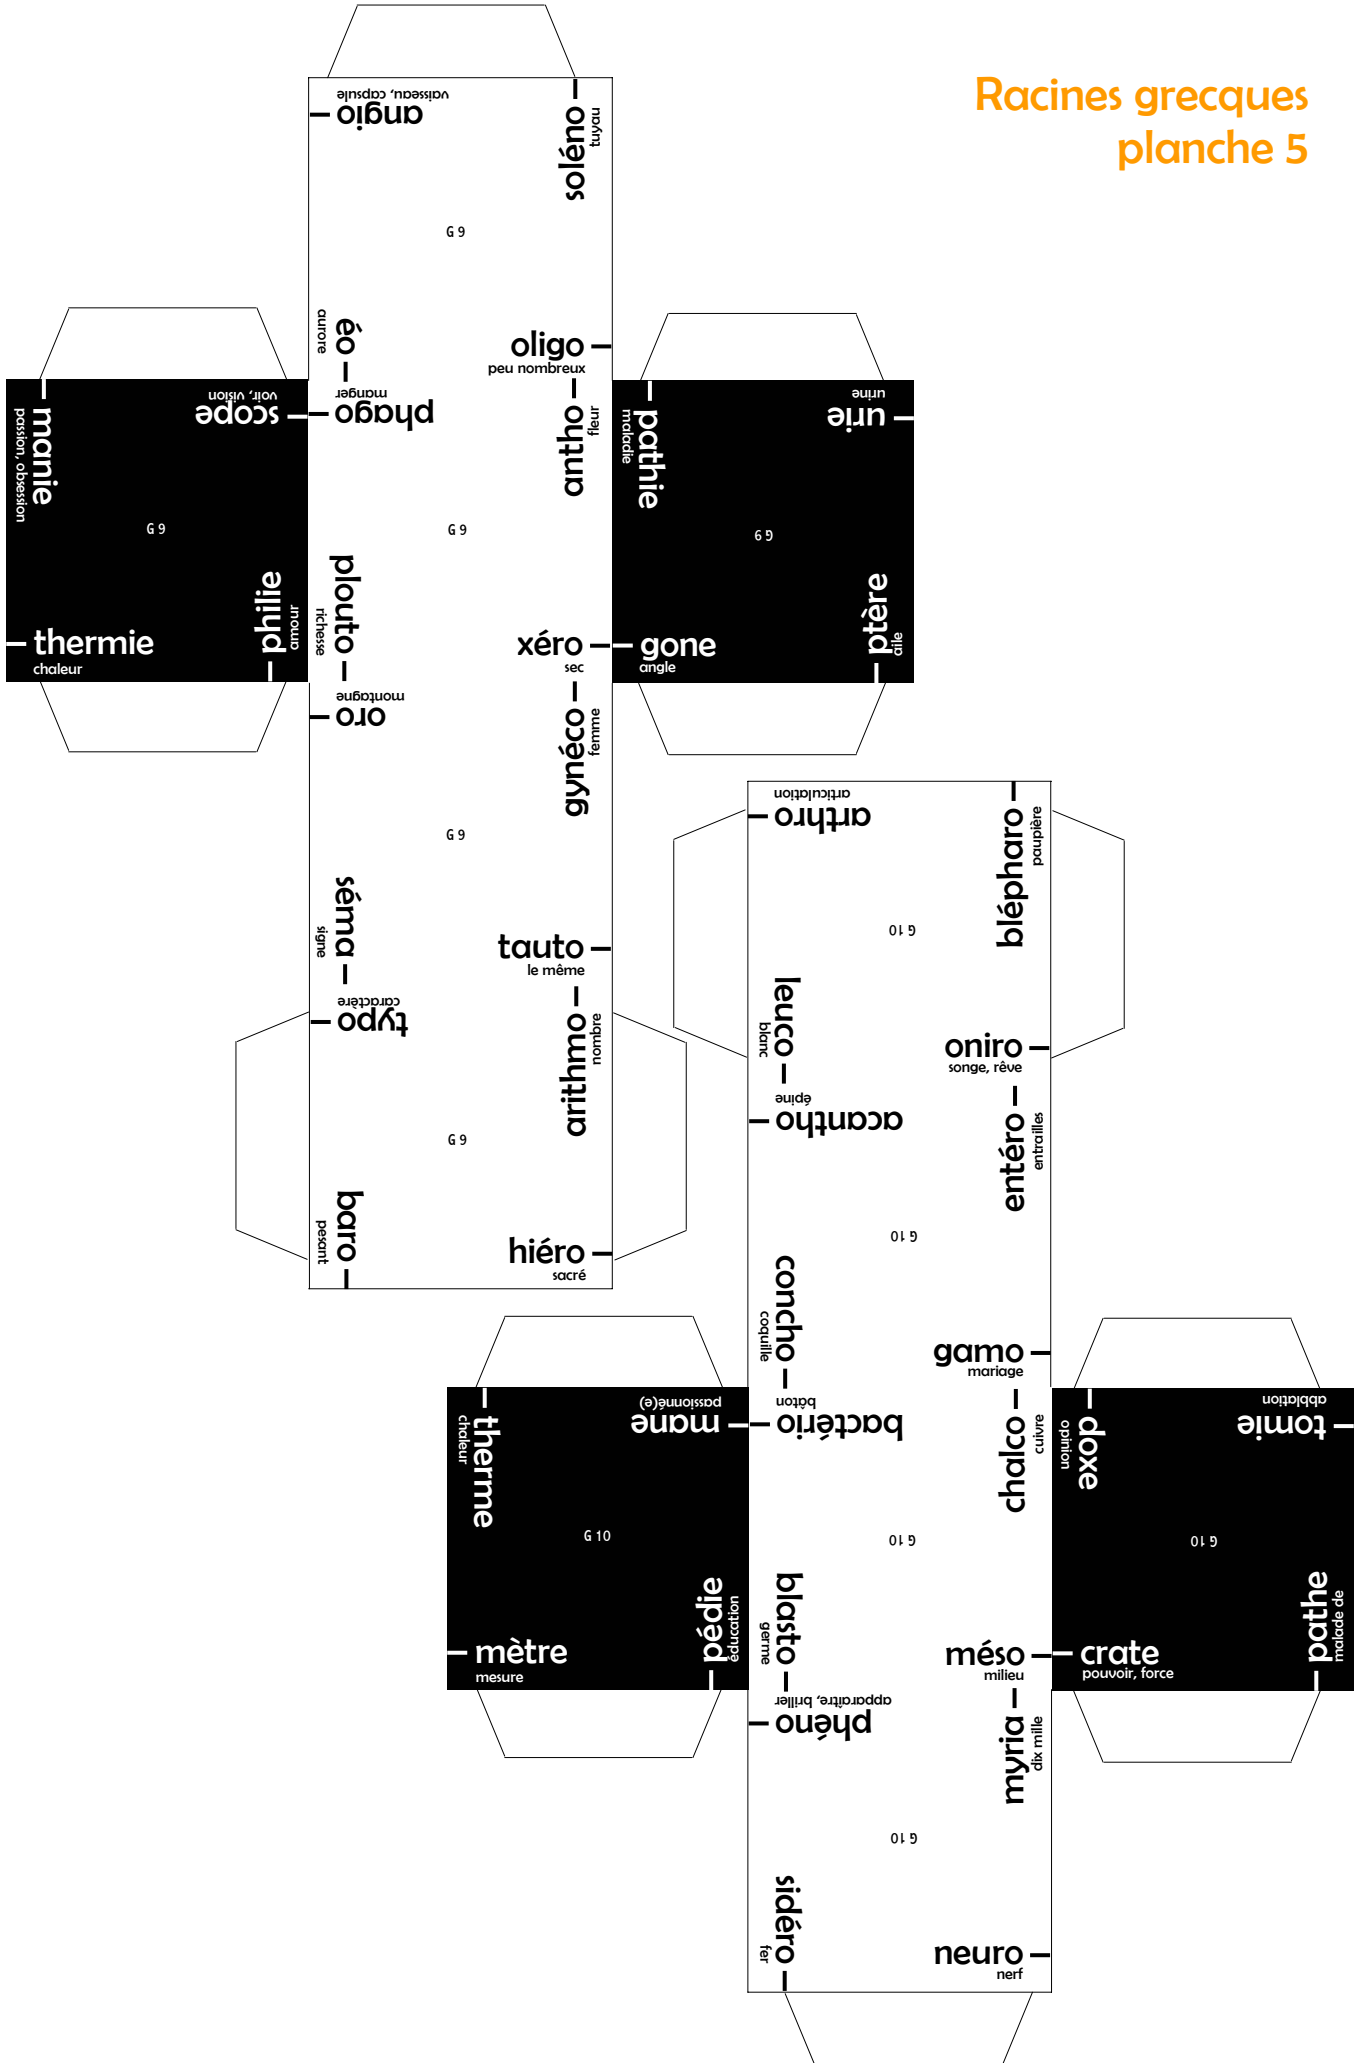 Racines grecques
planche 5
angio
vaisseau, capsule
soléno
tuyau
G 9
éo
aurore
oligo
peu nombreux
manie
passion, obsession
scope
voir, vision
phago
manger
antho
fleur
pathie
maladie
urie
urine
G 9
G 9
G 9
thermie
chaleur
philie
amour
plouto
richesse
xéro
sec
gone
angle
ptère
aile
oro
montagne
gynéco
femme
G 9
séma
signe
tauto
le même
typo
caractère
arithmo
nombre
G 9
baro
pesant
hiéro
sacré
arthro
articulation
blépharo
paupière
G 10
leuco
blanc
oniro
songe, rêve
acantho
épine
entéro
entrailles
G 10
concho
coquille
gamo
mariage
therme
chaleur
mane
passionné(e)
bactério
bâton
chalco
cuivre
doxe
opinion
tomie
abblation
G 10
G 10
G 10
mètre
mesure
pédie
éducation
blasto
germe
méso
milieu
crate
pouvoir, force
pathe
malade de
phéno
apparaître, briller
myria
dix mille
G 10
sidéro
fer
neuro
nerf